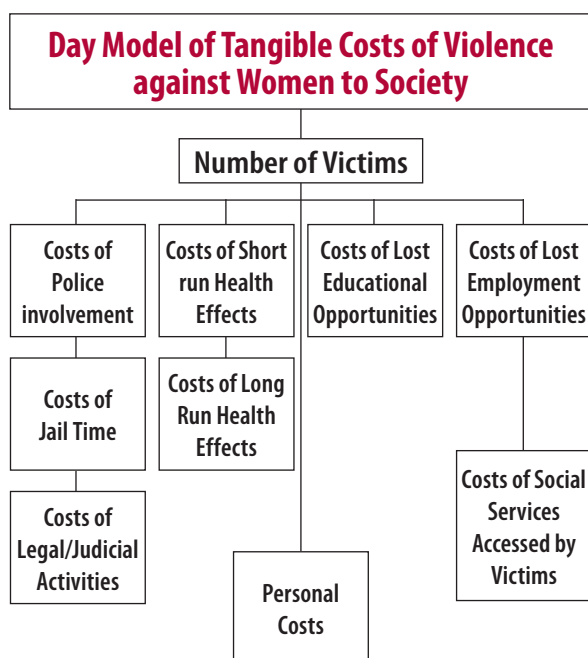 Day Model of Tangible Costs of Violence
against Women to Society
Number of Victims
Costs of
Police
involvement
Costs of Short
run Health
Effects
Costs of Lost
Educational
Opportunities
Costs of Lost
Employment
Opportunities
Costs of
Jail Time
Costs of Long
Run Health
Effects
Costs of
Legal/Judicial
Activities
Costs of Social
Services
Accessed by
Victims
Personal
Costs